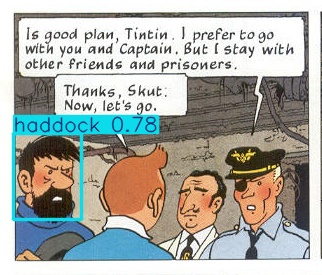 Is good plan, Tintin. I prefer to go
with you and Captain. But I stay with
other friends and prisoners.
Thanks, Skut.
Now, let's go.
haddock 0.78